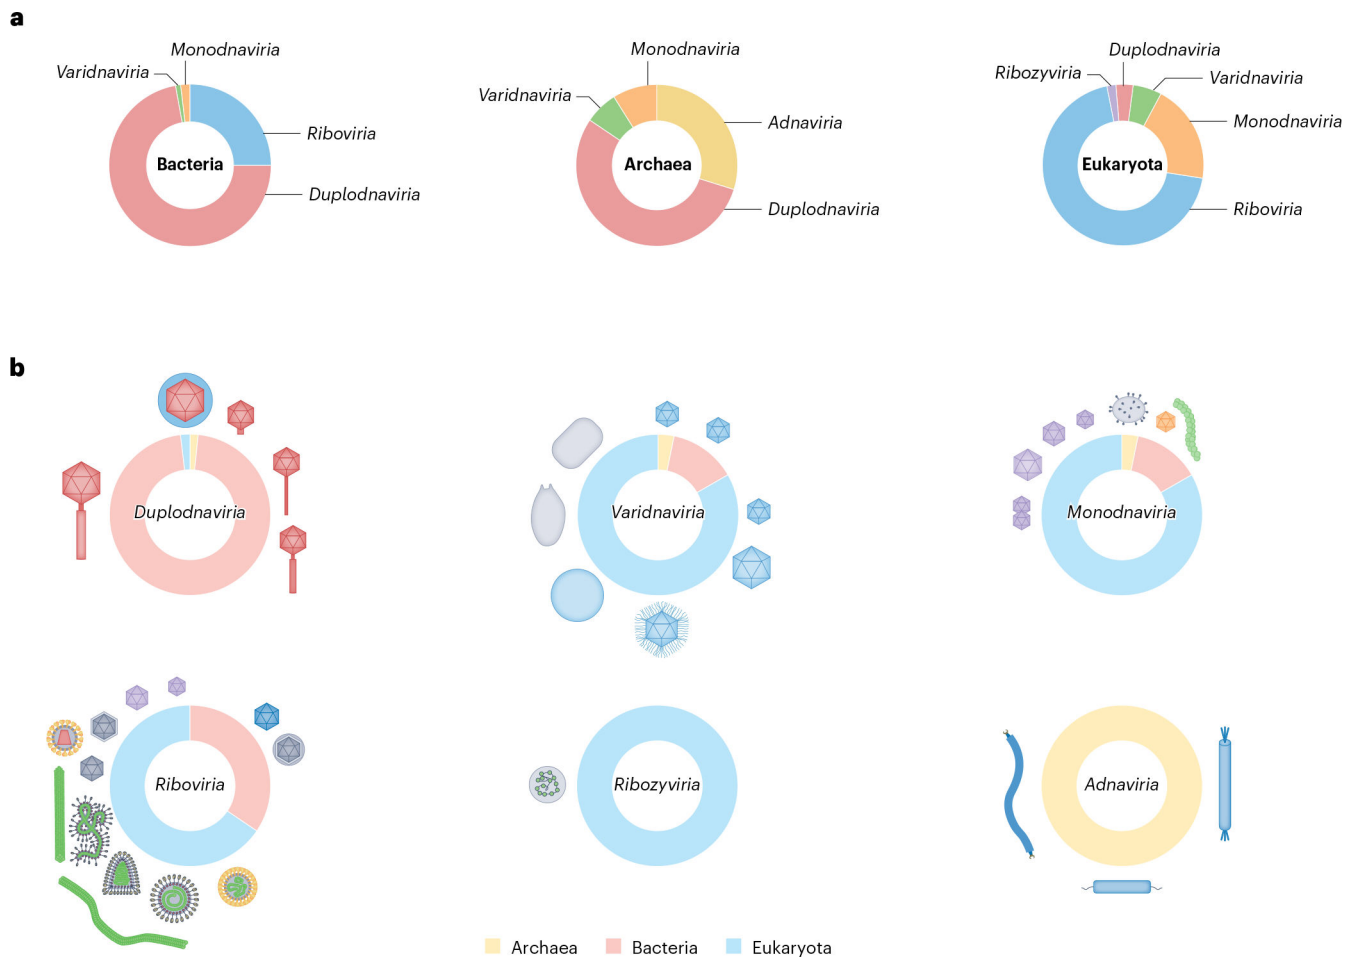 a
Monodnaviria
Varidnaviria
Bacteria
Riboviria
Duplodnaviria
Monodnaviria
Varidnaviria
Archaea
Adnaviria
Duplodnaviria
Duplodnaviria
Ribozyviria
Varidnaviria
Monodnaviria
Eukaryota
Riboviria
b
Duplodnaviria
Varidnaviria
Monodnaviria
Riboviria
Ribozyviria
Adnaviria
Archaea
Bacteria
Eukaryota